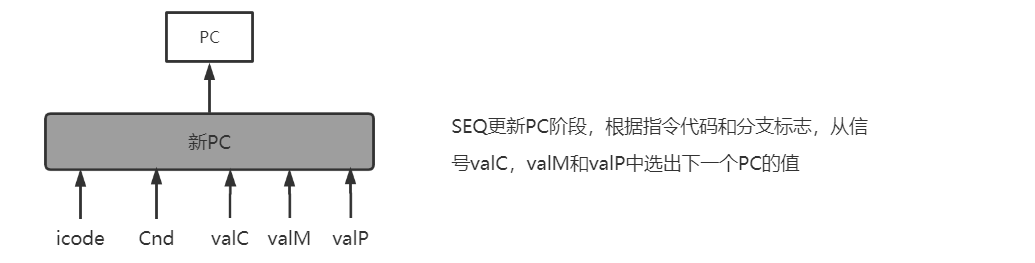 PC
新PC
icode Cnd valC valM valP
SEQ更新PC阶段，根据指令代码和分支标志，从信
号valC，valM和valP中选出下一个PC的值